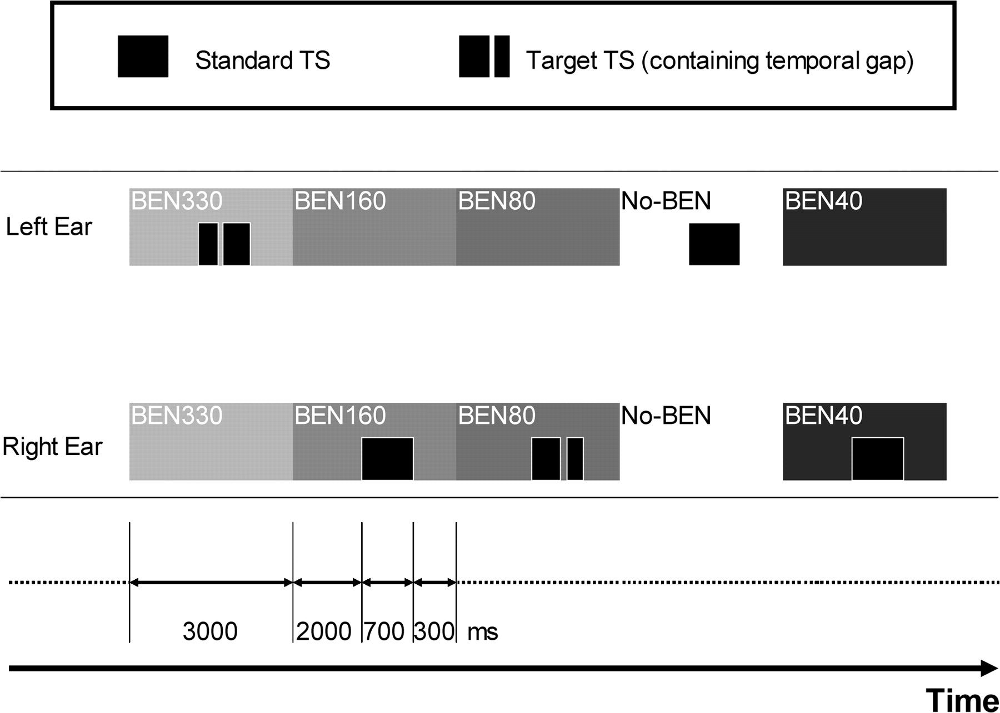 Standard TS
Target TS (containing temporal gap)
BEN330 BEN160 BEN80 No-BEN BEN40
Left Ear
BEN330 BEN160 BEN80 No-BEN BEN40
Right Ear
3000 2000 700 300 ms
Time